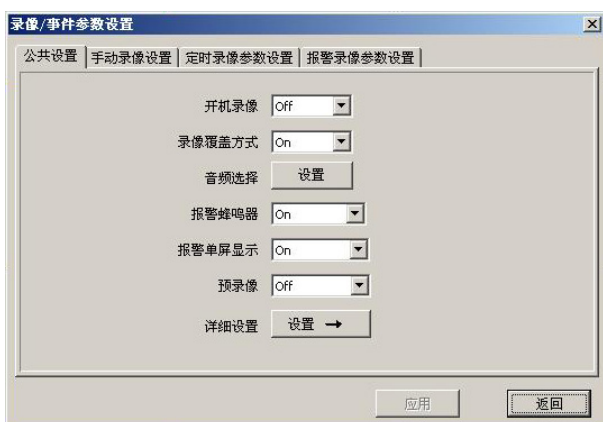 录像/事件参数设置
公共设置 手动录像设置 定时录像参数设置 报警录像参数设置
开机录像 Off
录像覆盖方式 On
音频选择 设置
报警蜂鸣器 On
报警单屏显示 On
预录像 Off
详细设置 设置 →
应用 返回